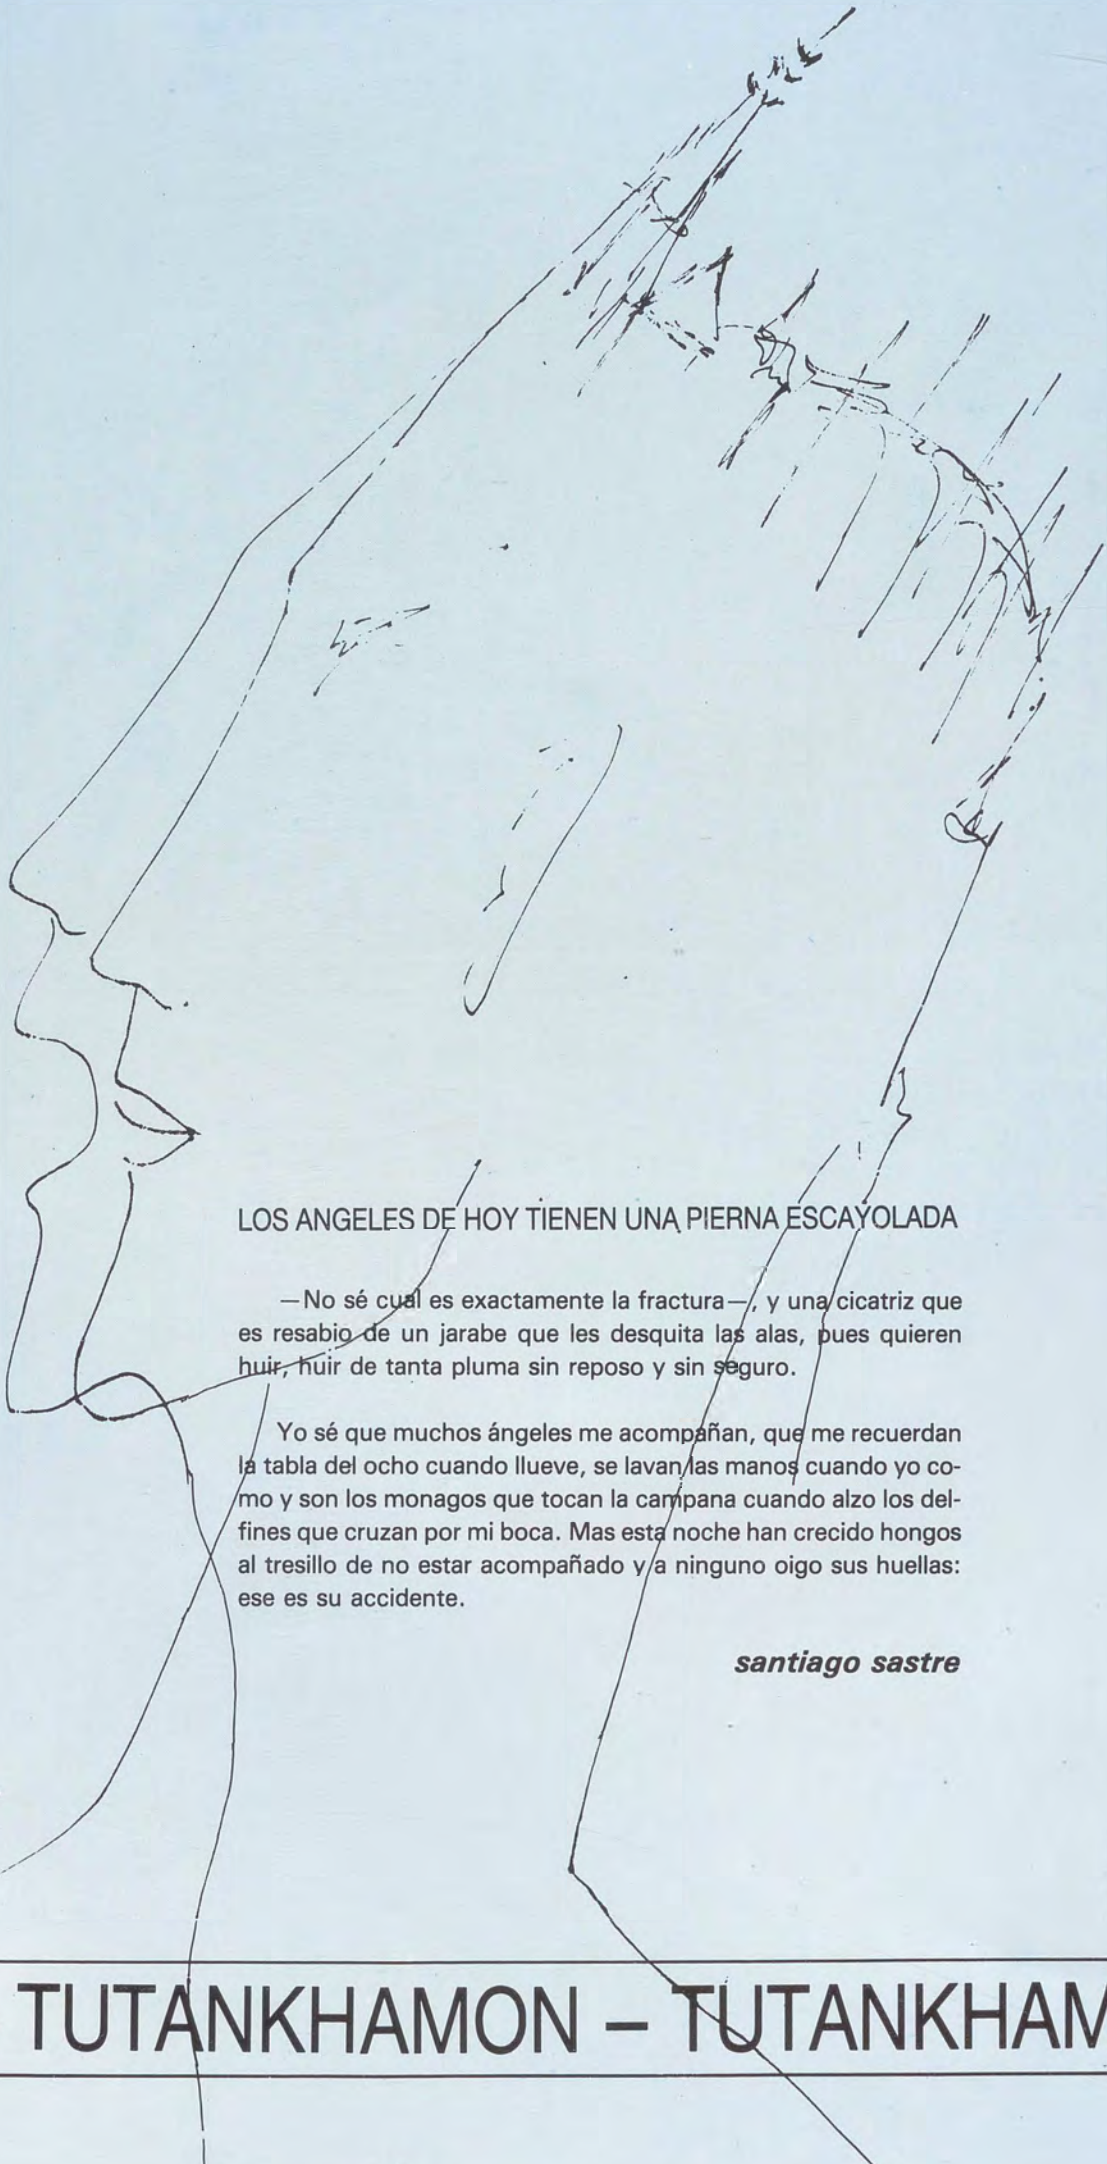 LOS ANGELES DE HOY TIENEN UNA PIERNA ESCAYOLADA
—No sé cual es exactamente la fractura—, y una cicatriz que
es resabio de un jarabe que les desquita las alas, pues quieren
huir, huir de tanta pluma sin reposo y sin seguro.
Yo sé que muchos ángeles me acompañan, que me recuerdan
la tabla del ocho cuando llueve, se lavan las manos cuando yo co-
mo y son los monagos que tocan la campana cuando alzo los del-
fines que cruzan por mi boca. Mas esta noche han crecido hongos
al tresillo de no estar acompañado y a ninguno oigo sus huellas:
ese es su accidente.
santiago sastre
TUTANKHAMON – TUTANKHAM